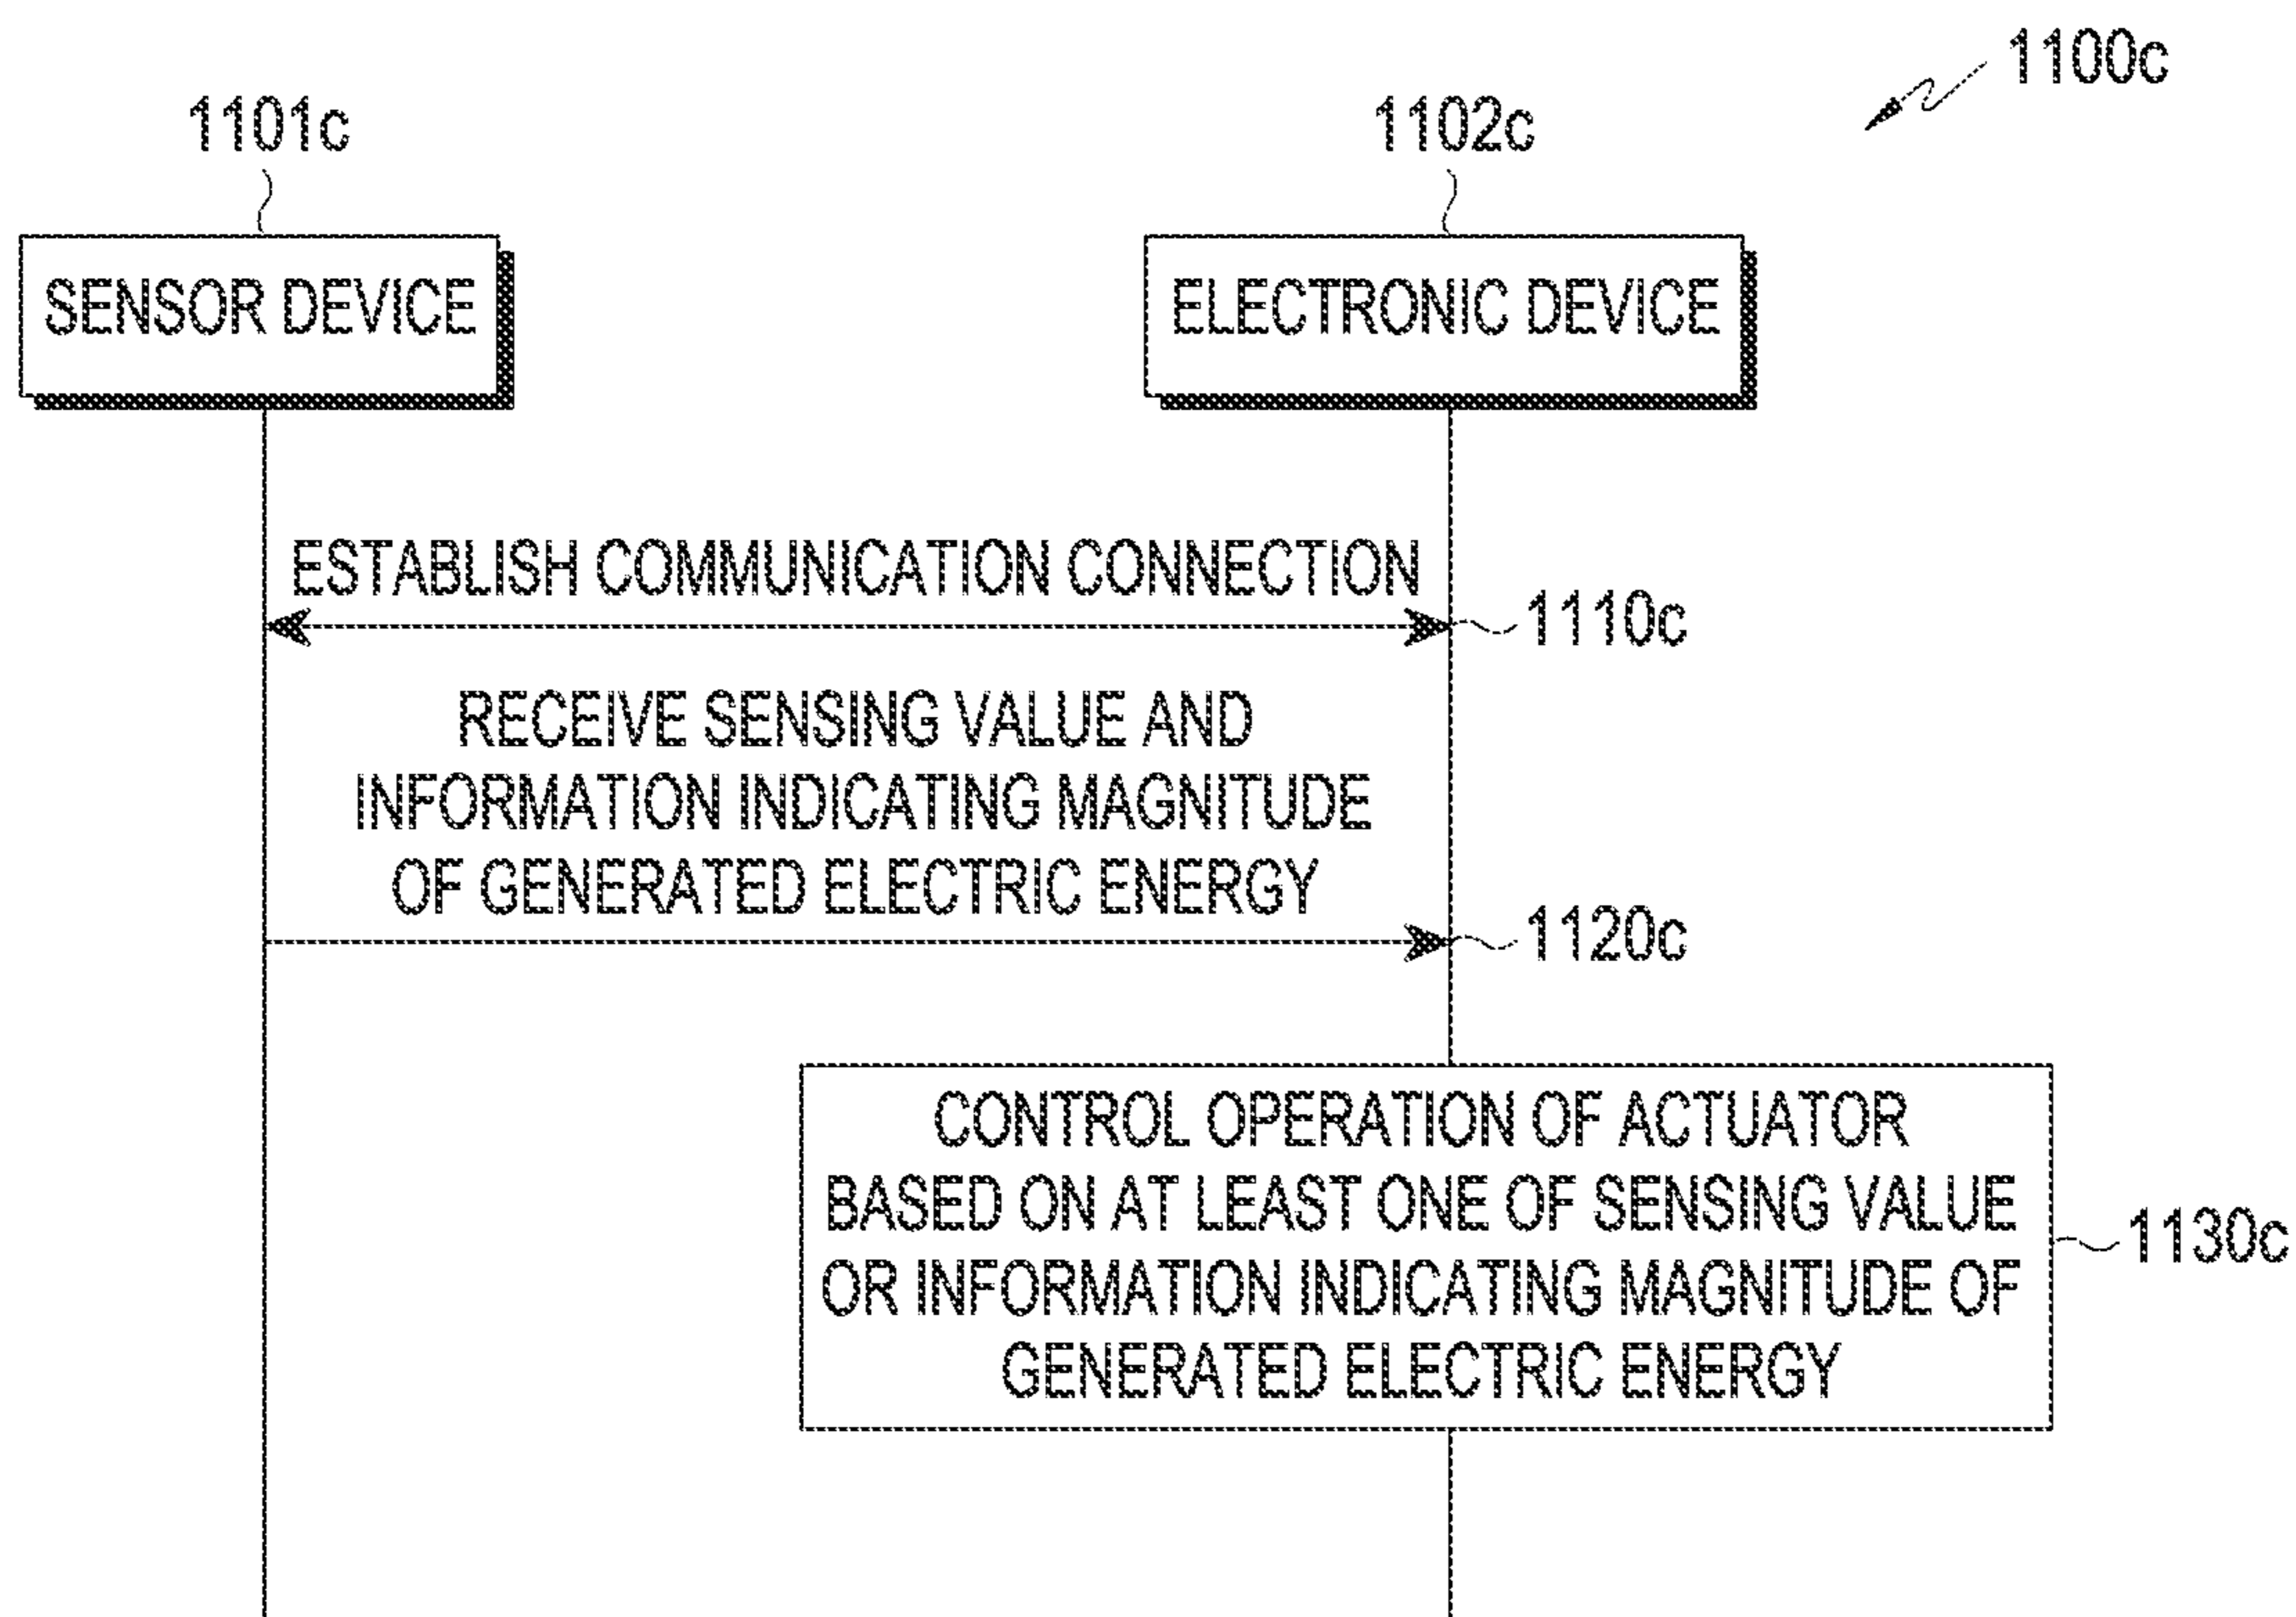 1100c
1101c
1102c
SENSOR DEVICE
ELECTRONIC DEVICE
ESTABLISH COMMUNICATION CONNECTION
1110c
RECEIVE SENSING VALUE AND
INFORMATION INDICATING MAGNITUDE
OF GENERATED ELECTRIC ENERGY
1120c
CONTROL OPERATION OF ACTUATOR
BASED ON AT LEAST ONE OF SENSING VALUE
OR INFORMATION INDICATING MAGNITUDE OF
GENERATED ELECTRIC ENERGY
1130c